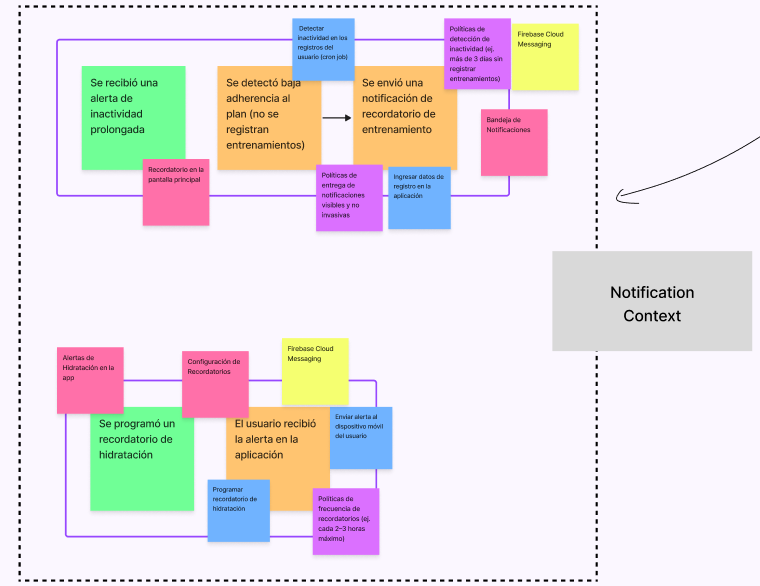 Detectar
inactividad en los
registros del
usuario (cron job)
Políticas de
detección de
inactividad (ej.
más de 3 días sin
registrar
entrenamientos)
Firebase Cloud
Messaging
Se recibió una
alerta de
inactividad
prolongada
Se detectó baja
adherencia al
plan (no se
registran
entrenamientos)
Se envió una
notificación de
recordatorio de
entrenamiento
Bandeja de
Notificaciones
Recordatorio en la
pantalla principal
Políticas de
entrega de
notificaciones
visibles y no
invasivas
Ingresar datos de
registro en la
aplicación
Notification
Context
Alertas de
Hidratación en la
app
Configuración de
Recordatorios
Firebase Cloud
Messaging
Se programó un
recordatorio de
hidratación
El usuario recibió
la alerta en la
aplicación
Enviar alerta al
dispositivo móvil
del usuario
Programar
recordatorio de
hidratación
Políticas de
frecuencia de
recordatorios (ej.
cada 2–3 horas
máximo)